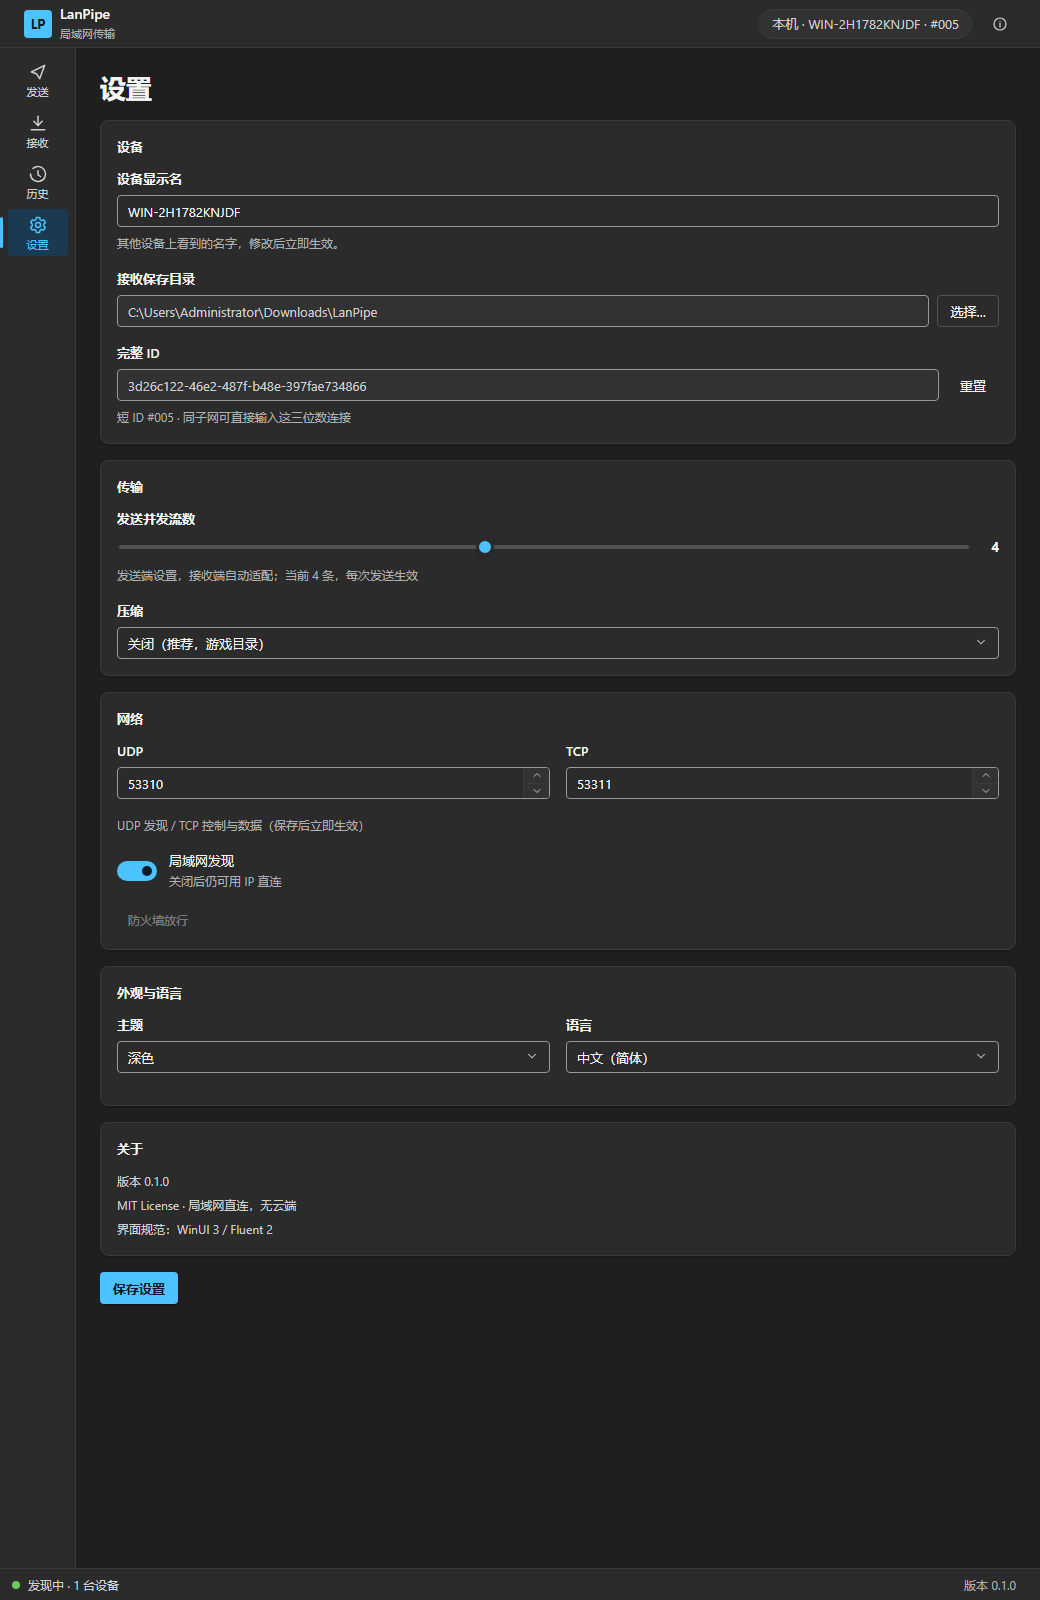 LP
LanPipe
局域网传输
本机 · WIN-2H1782KNJDF · #005
发送
接收
历史
设置
设置
设备
设备显示名
WIN-2H1782KNJDF
其他设备上看到的名字，修改后立即生效。
接收保存目录
C:\Users\Administrator\Downloads\LanPipe
选择...
完整 ID
3d26c122-46e2-487f-b48e-397fae734866
重置
短 ID #005 · 同子网可直接输入这三位数连接
传输
发送并发流数
4
发送端设置，接收端自动适配；当前 4 条，每次发送生效
压缩
关闭（推荐，游戏目录）
网络
UDP
TCP
53310
53311
UDP 发现 / TCP 控制与数据（保存后立即生效）
局域网发现
关闭后仍可用 IP 直连
防火墙放行
外观与语言
主题
语言
深色
中文（简体）
关于
版本 0.1.0
MIT License · 局域网直连，无云端
界面规范：WinUI 3 / Fluent 2
保存设置
发现中 · 1 台设备
版本 0.1.0